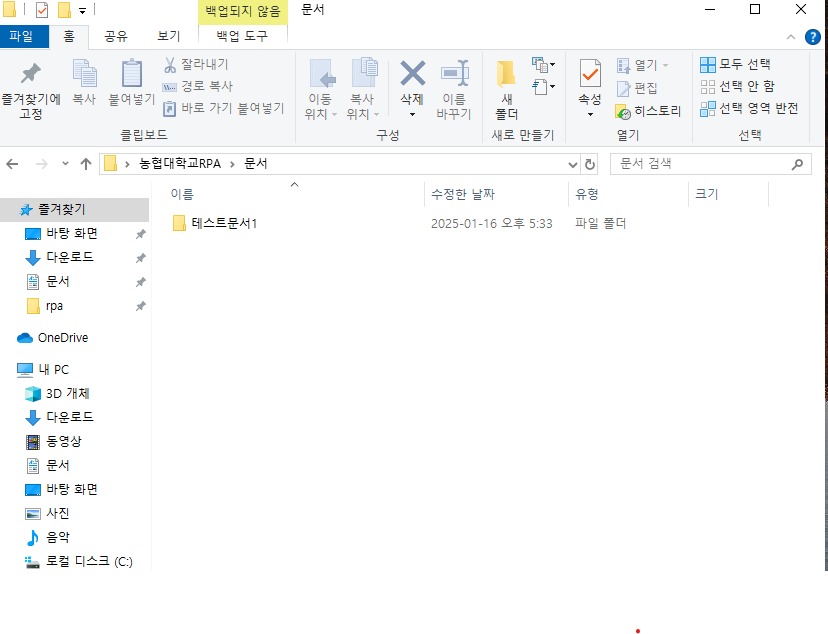 백업되지 않음 문서
파일 홈 공유 보기 백업 도구
즐겨찾기에 고정
복사
붙여넣기
잘라내기
경로 복사
바로 가기 붙여넣기
클립보드
이동 위치
복사 위치
삭제
이름 바꾸기
구성
새 폴더
새로 만들기
속성
열기
편집
히스토리
열기
모두 선택
선택 안 함
선택 영역 반전
선택
농협대학교RPA 문서
문서 검색
이름 수정한 날짜 유형 크기
테스트문서1 2025-01-16 오후 5:33 파일 폴더
즐겨찾기
바탕 화면
다운로드
문서
rpa
OneDrive
내 PC
3D 개체
다운로드
동영상
문서
바탕 화면
사진
음악
로컬 디스크 (C:)